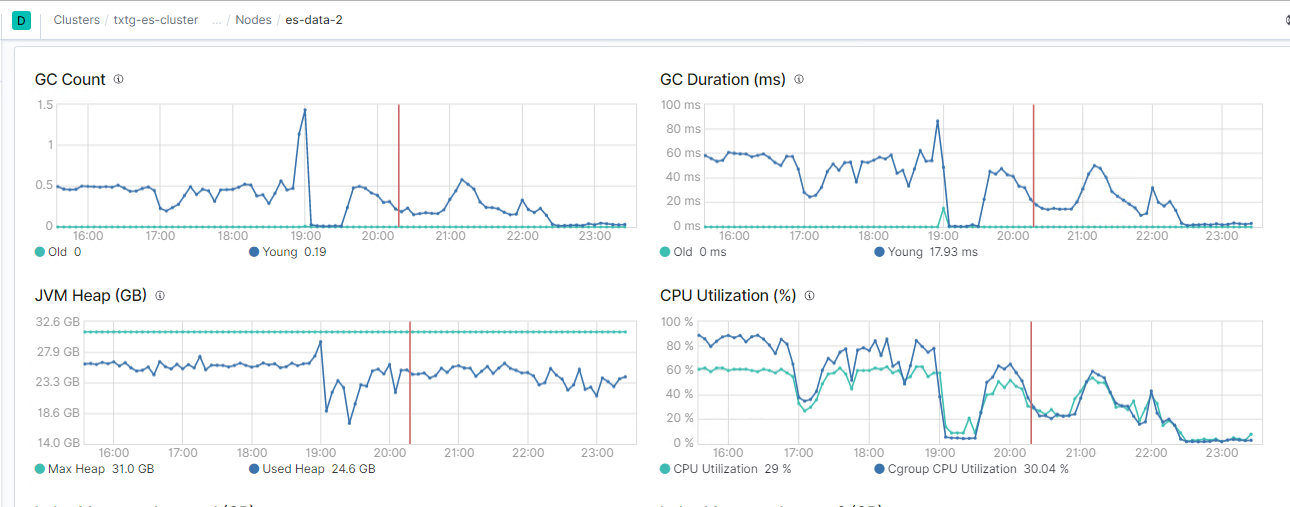 D Clusters / txtg-es-cluster ... / Nodes / es-data-2
GC Count
1.5
1
0.5
0
16:00 17:00 18:00 19:00 20:00 21:00 22:00 23:00
Old 0 Young 0.19
GC Duration (ms)
100 ms
80 ms
60 ms
40 ms
20 ms
0 ms
16:00 17:00 18:00 19:00 20:00 21:00 22:00 23:00
Old 0 ms Young 17.93 ms
JVM Heap (GB)
32.6 GB
27.9 GB
23.3 GB
18.6 GB
14.0 GB
16:00 17:00 18:00 19:00 20:00 21:00 22:00 23:00
Max Heap 31.0 GB Used Heap 24.6 GB
CPU Utilization (%)
100 %
80 %
60 %
40 %
20 %
0 %
16:00 17:00 18:00 19:00 20:00 21:00 22:00 23:00
CPU Utilization 29 % Cgroup CPU Utilization 30.04 %